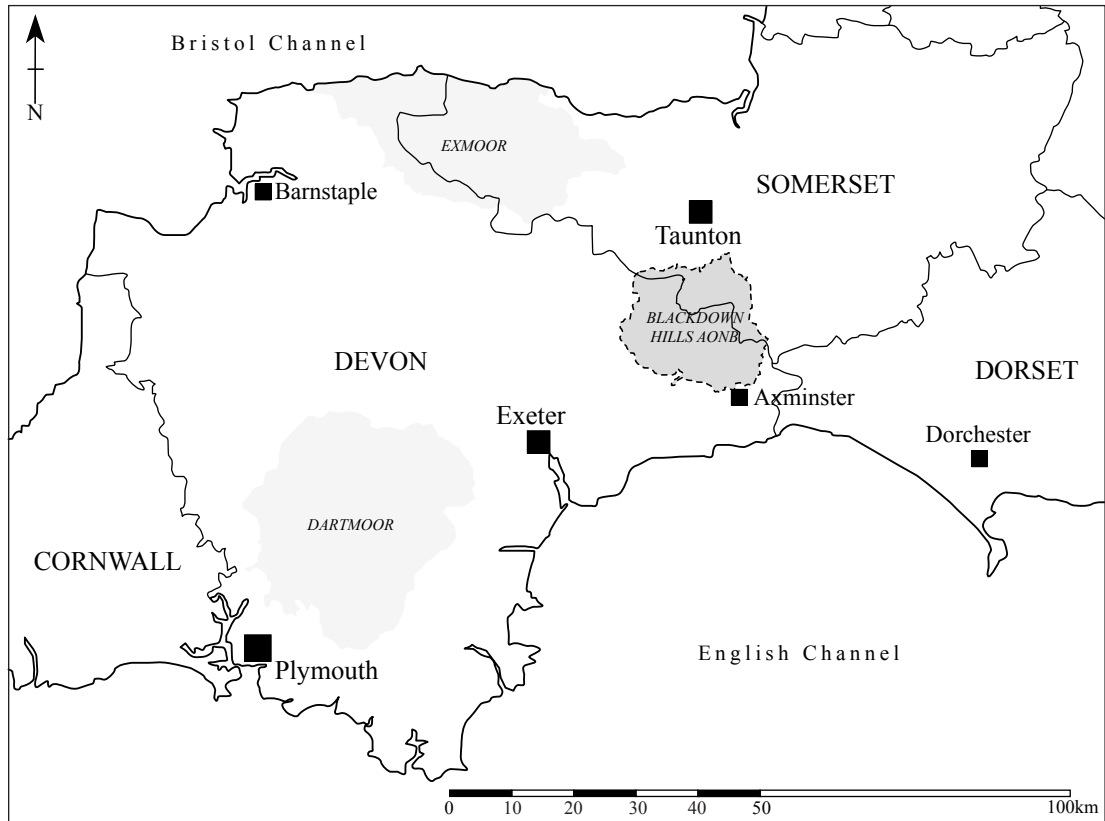 Bristol Channel
N
EXMOOR
Barnstaple
SOMERSET
Taunton
BLACKDOWN
HILLS AONB
DEVON
DORSET
Axminster
Exeter
Dorchester
DARTMOOR
CORNWALL
English Channel
Plymouth
0 10 20 30 40 50 100km